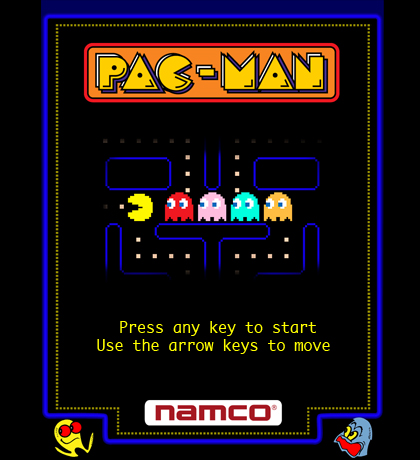 PAC-MAN
Press any key to start
Use the arrow keys to move
namco®